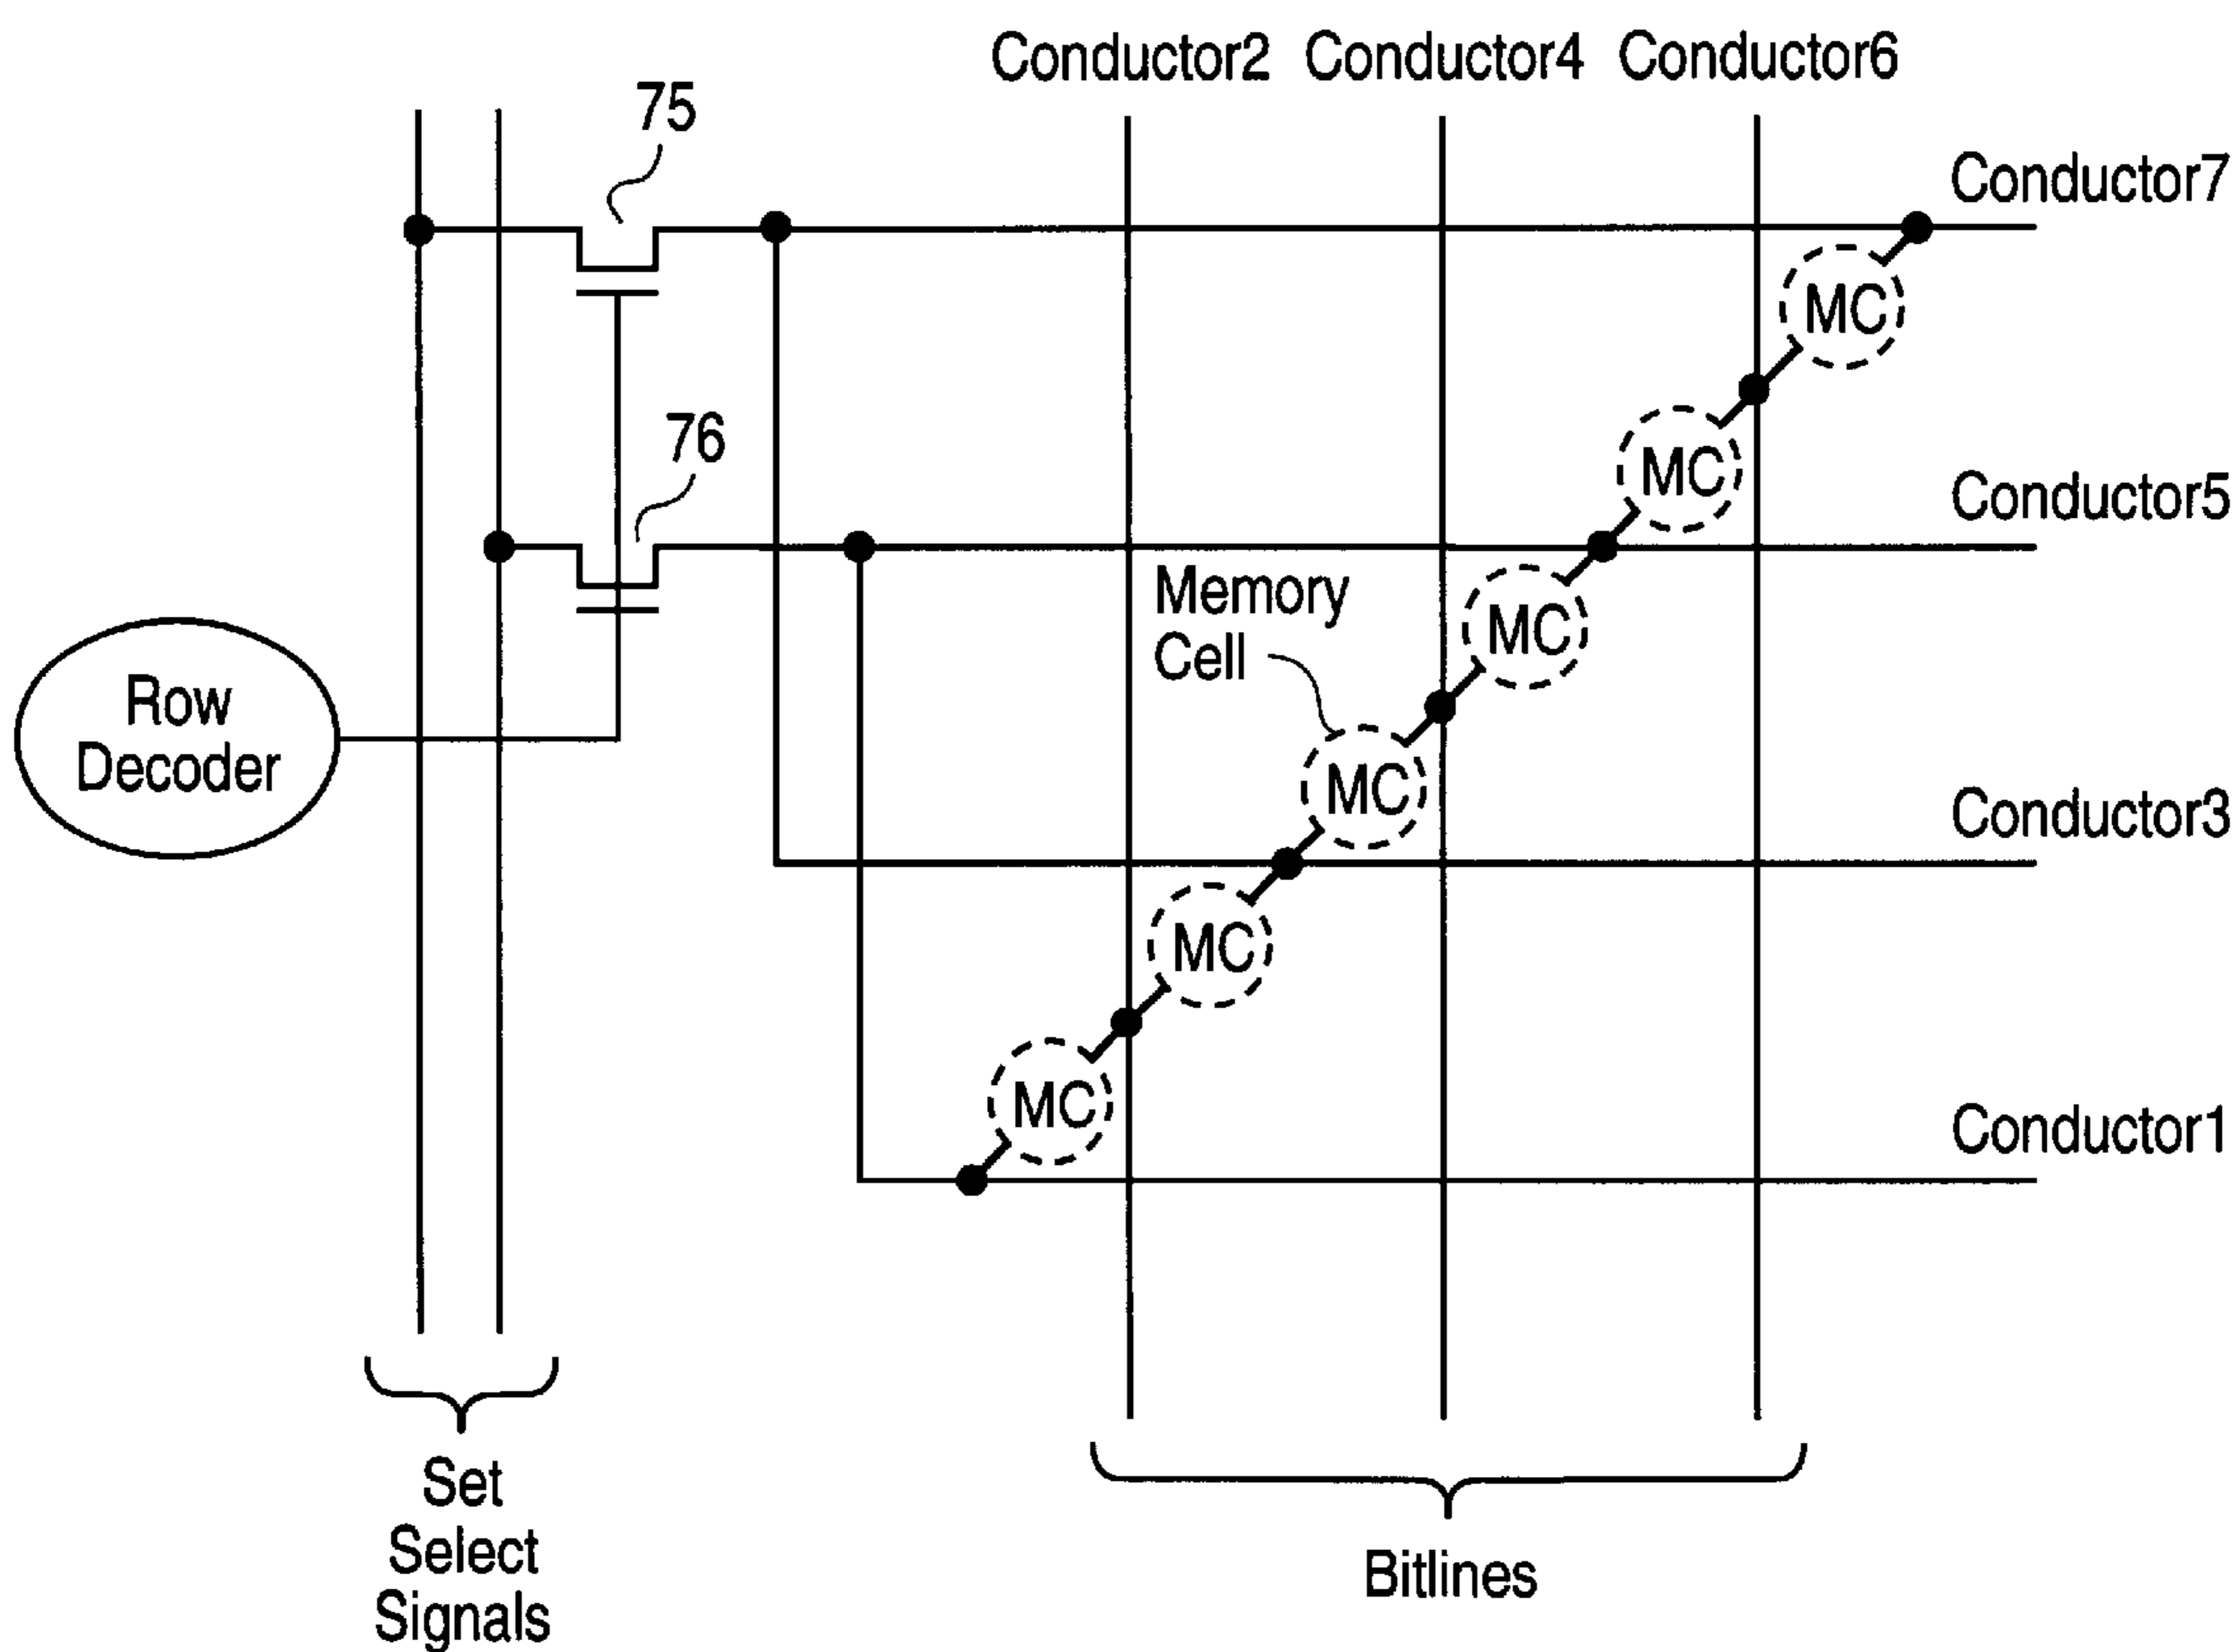 Conductor2 Conductor4 Conductor6
75
Conductor7
MC
76
MC
Conductor5
Memory
Cell
MC
Row
Decoder
MC
Conductor3
MC
MC
Conductor1
Set
Select
Signals
Bitlines